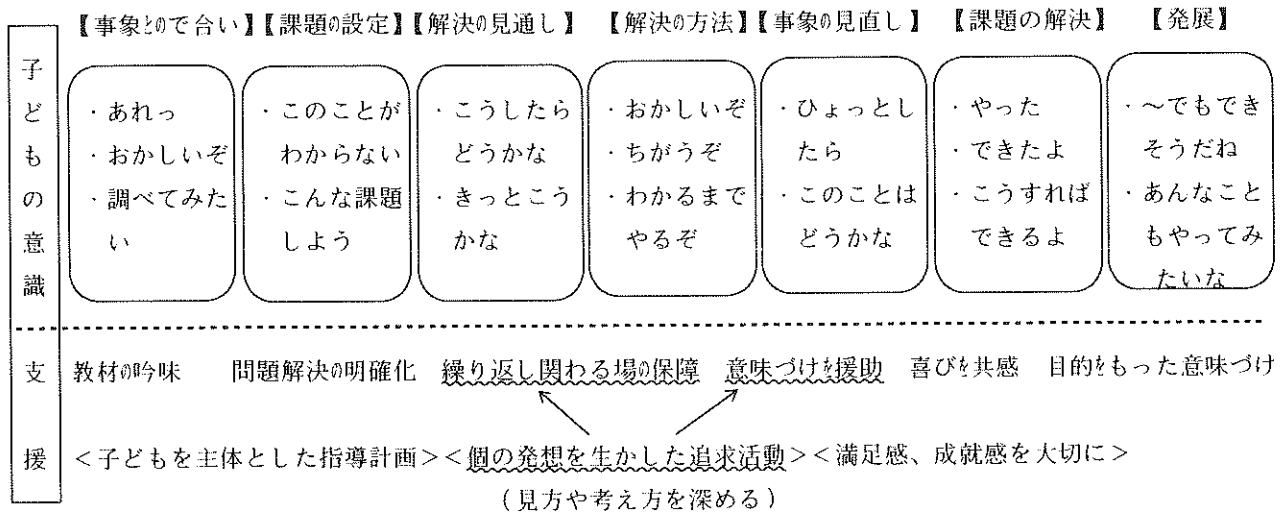 【事象とので合い】【課題の設定】【解決の見通し】 【解決の方法】【事象の見直し】 【課題の解決】 【発展】
子どもの意識
・あれっ
・おかしいぞ
・調べてみた
い
・このことが
わからない
・こんな課題
しよう
・こうしたら
どうかな
・きっとこう
かな
・おかしいぞ
・ちがうぞ
・わかるまで
やるぞ
・ひょっとし
たら
・このことは
どうかな
・やった
・できたよ
・こうすれば
できるよ
・～でもでき
そうだね
・あんなこと
もやってみ
たいな
支援
教材の吟味 問題解決の明確化 繰り返し関わる場の保障 意味づけを援助 喜びを共感 目的をもった意味づけ
＜子どもを主体とした指導計画＞＜個の発想を生かした追求活動＞＜満足感、成就感を大切に＞
(見方や考え方を深める)